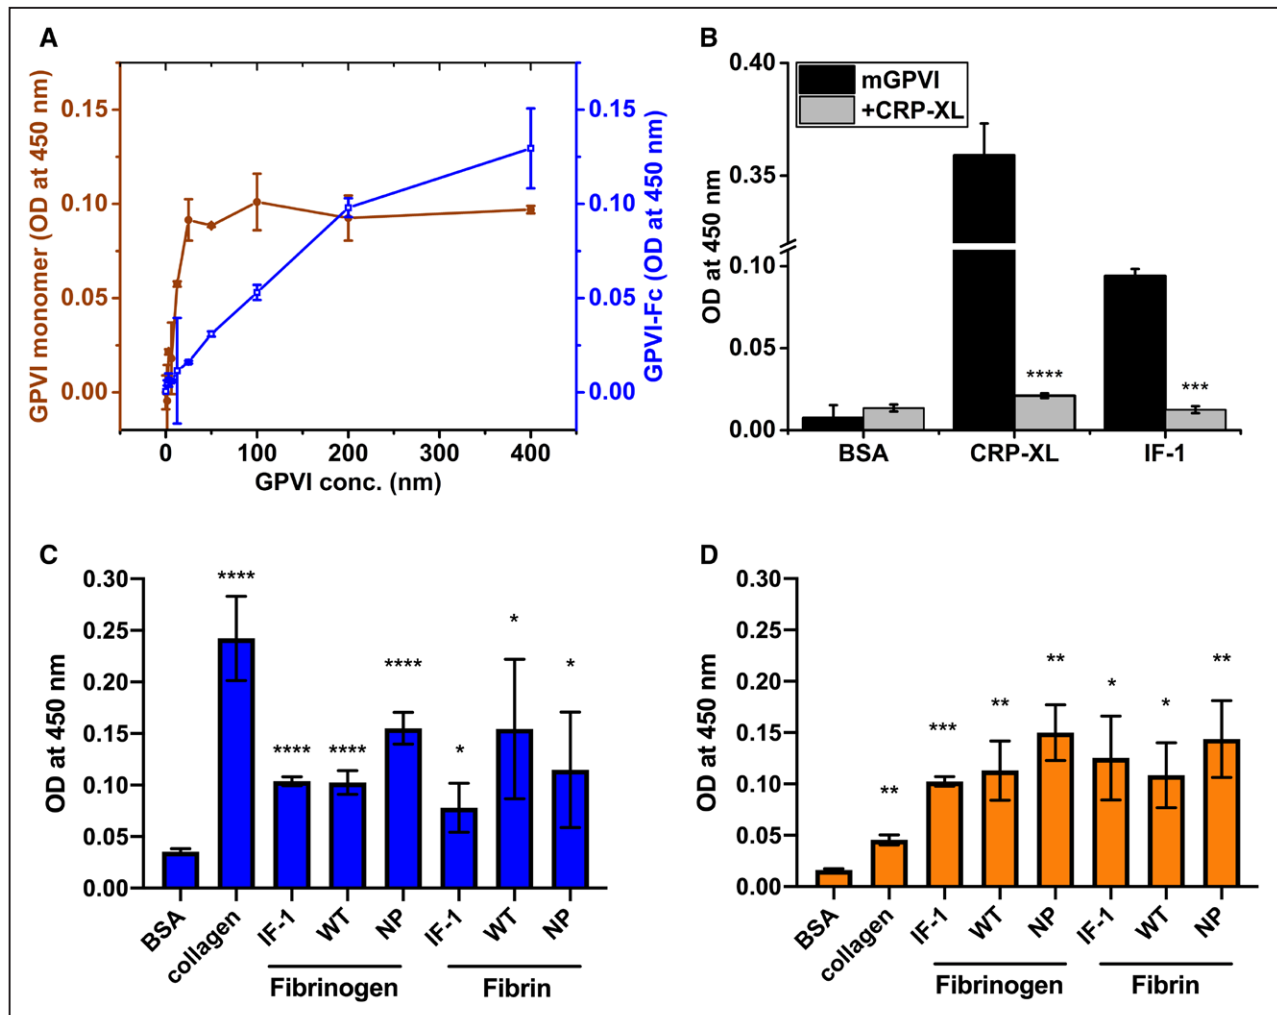 A
GPVI monomer (OD at 450 nm)
0.15
0.10
0.05
0.00
0.15
0.10
0.05
0.00
GPVI-Fc (OD at 450 nm)
0 100 200 300 400
GPVI conc. (nm)
B
OD at 450 nm
0.40
0.35
0.10
0.05
0.00
mGPVI
+CRP-XL
****
***
BSA CRP-XL IF-1
C
OD at 450 nm
0.30
0.25
0.20
0.15
0.10
0.05
0.00
****
****
****
****
*
*
*
BSA collagen IF-1 WT NP IF-1 WT NP
Fibrinogen Fibrin
D
OD at 450 nm
0.30
0.25
0.20
0.15
0.10
0.05
0.00
**
***
**
**
*
*
**
BSA collagen IF-1 WT NP IF-1 WT NP
Fibrinogen Fibrin